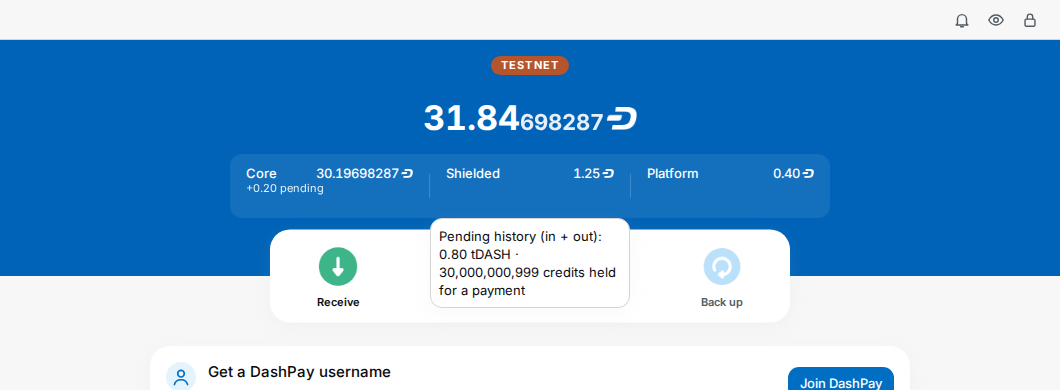 TESTNET
31.84698287
Core 30.19698287 Shielded 1.25 Platform 0.40
+0.20 pending
Pending history (in + out):
0.80 tDASH ·
30,000,000,999 credits held
for a payment
Receive Back up
Get a DashPay username
Join DashPay